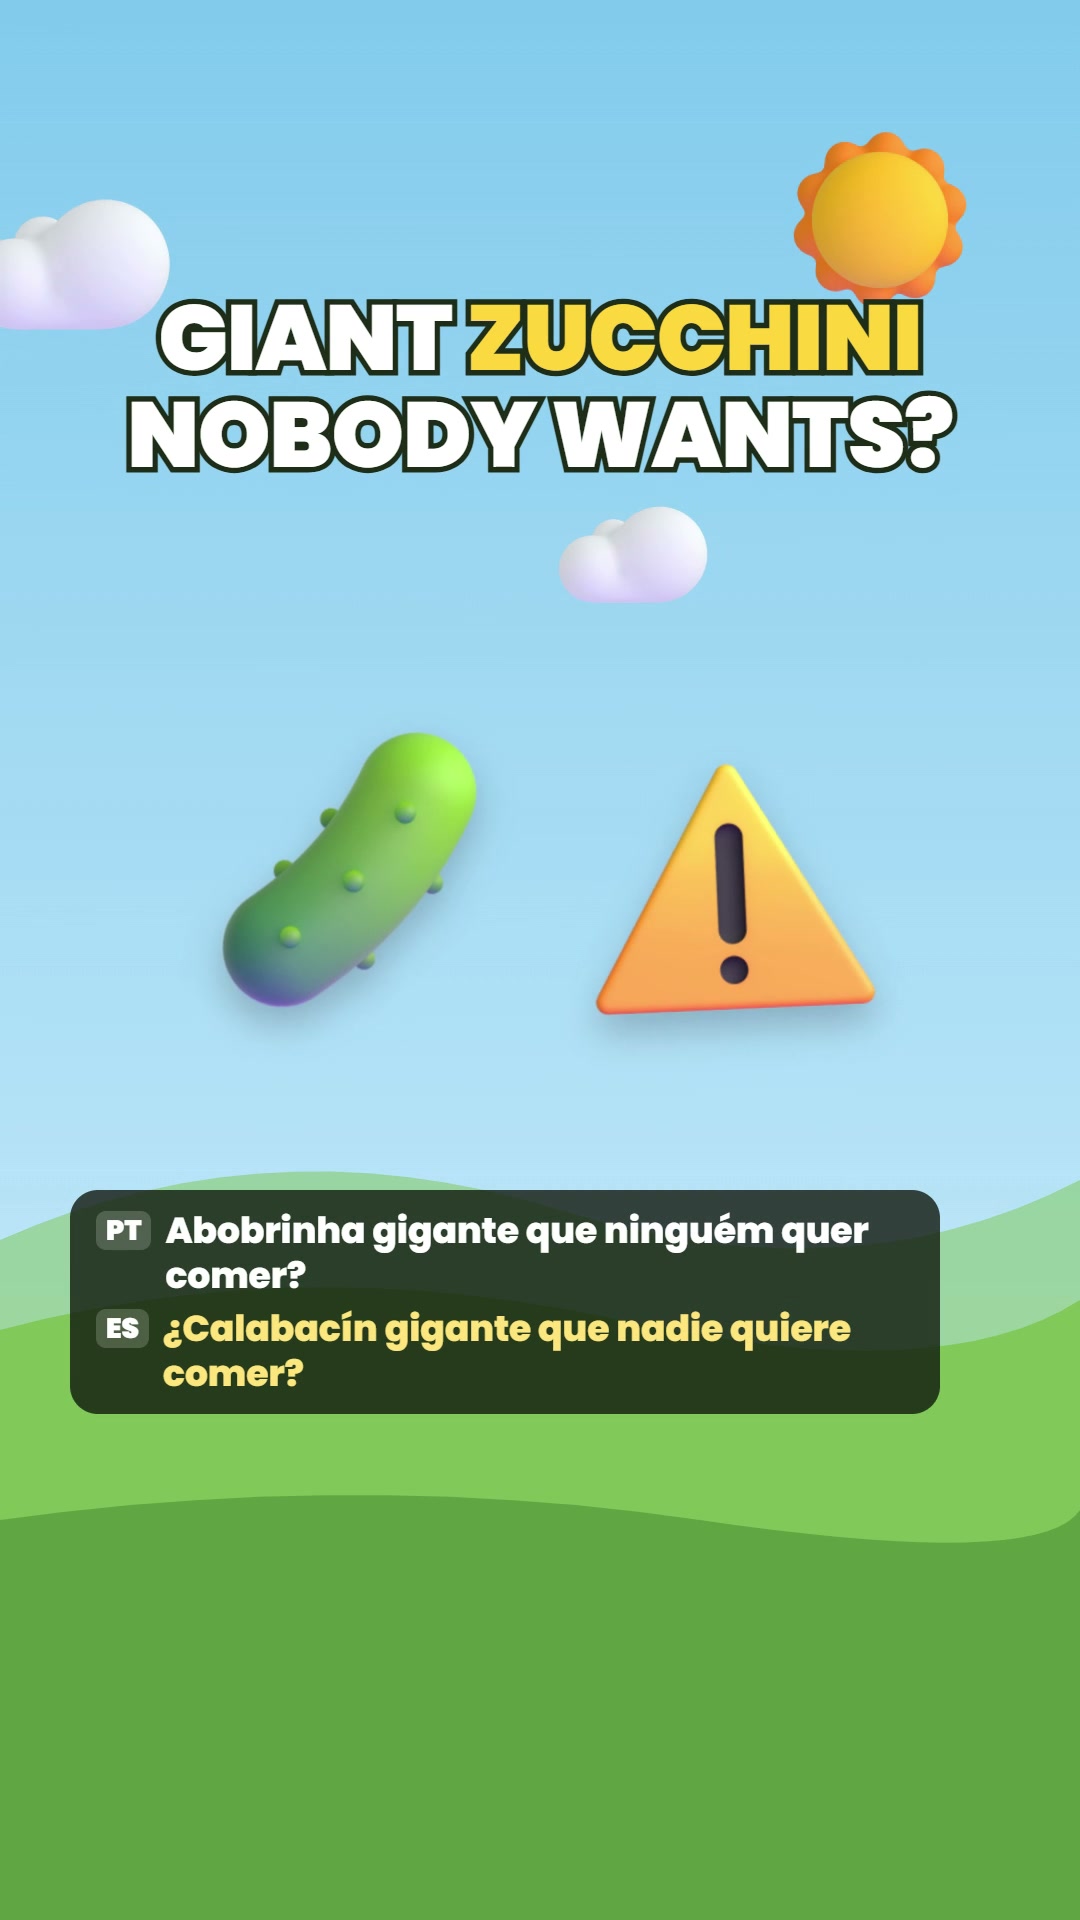 GIANT ZUCCHINI
NOBODY WANTS?
PT Abobrinha gigante que ninguém quer
comer?
ES ¿Calabacín gigante que nadie quiere
comer?